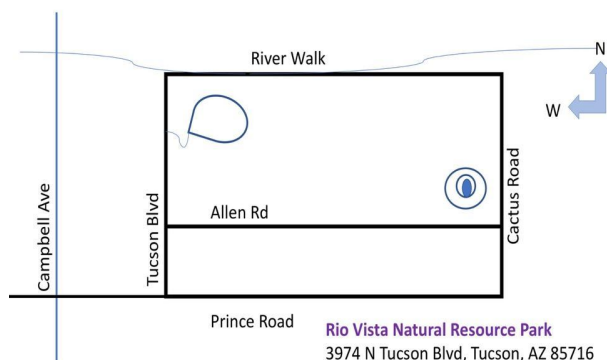 River Walk
N
W
Campbell Ave
Tucson Blvd
Allen Rd
Cactus Road
Prince Road
Rio Vista Natural Resource Park
3974 N Tucson Blvd, Tucson, AZ 85716